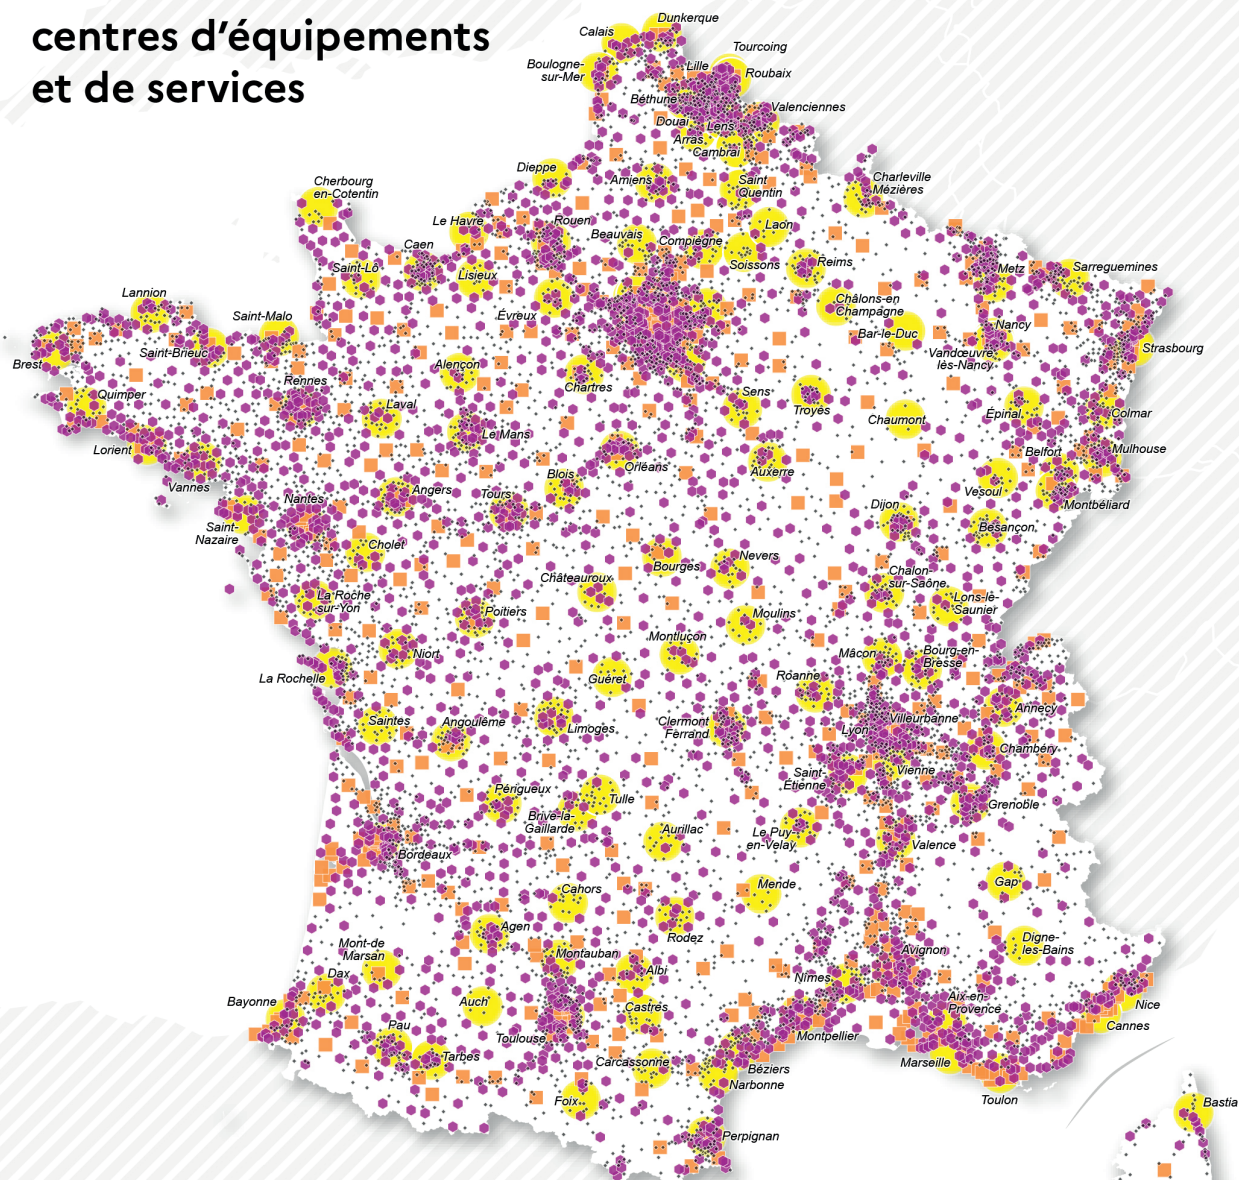 centres d’équipements
et de services
Dunkerque
Calais
Tourcoing
Boulogne-
sur-Mer
Lille
Roubaix
Béthune
Valenciennes
Douai
Lens
Arras
Cambrai
Dieppe
Amiens
Saint
Quentin
Charleville
Mézières
Cherbourg
en-Cotentin
Le Havre
Rouen
Laon
Beauvais
Compiègne
Caen
Soissons
Reims
Metz
Sarreguemines
Saint-Lô
Lisieux
Lannion
Évreux
Châlons-en
Champagne
Saint-Malo
Bar-le-Duc
Nancy
Saint-Brieuc
Vandœuvre-
lès-Nancy
Strasbourg
Brest
Alençon
Rennes
Chartres
Quimper
Sens
Laval
Troyes
Chaumont
Épinal
Colmar
Le Mans
Lorient
Belfort
Mulhouse
Orléans
Auxerre
Blois
Vannes
Angers
Tours
Vesoul
Nantes
Dijon
Montbéliard
Saint-
Nazaire
Besançon
Cholet
Bourges
Nevers
Châteauroux
Chalon-
sur-Saône
La Roche
sur-Yon
Lons-le-
Saunier
Poitiers
Moulins
Montluçon
Niort
Mâcon
Bourg-en-
Bresse
La Rochelle
Guéret
Roanne
Annecy
Saintes
Angoulême
Limoges
Clermont
Ferrand
Villeurbanne
Lyon
Chambéry
Saint-
Étienne
Vienne
Périgueux
Tulle
Grenoble
Brive-la-
Gaillarde
Aurillac
Le Puy-
en-Velay
Valence
Bordeaux
Gap
Cahors
Mende
Agen
Rodez
Mont-de
Marsan
Digne-
les-Bains
Montauban
Avignon
Dax
Albi
Nîmes
Bayonne
Auch
Castres
Aix-en-
Provence
Nice
Pau
Cannes
Toulouse
Montpellier
Tarbes
Carcassonne
Marseille
Béziers
Narbonne
Foix
Toulon
Bastia
Perpignan